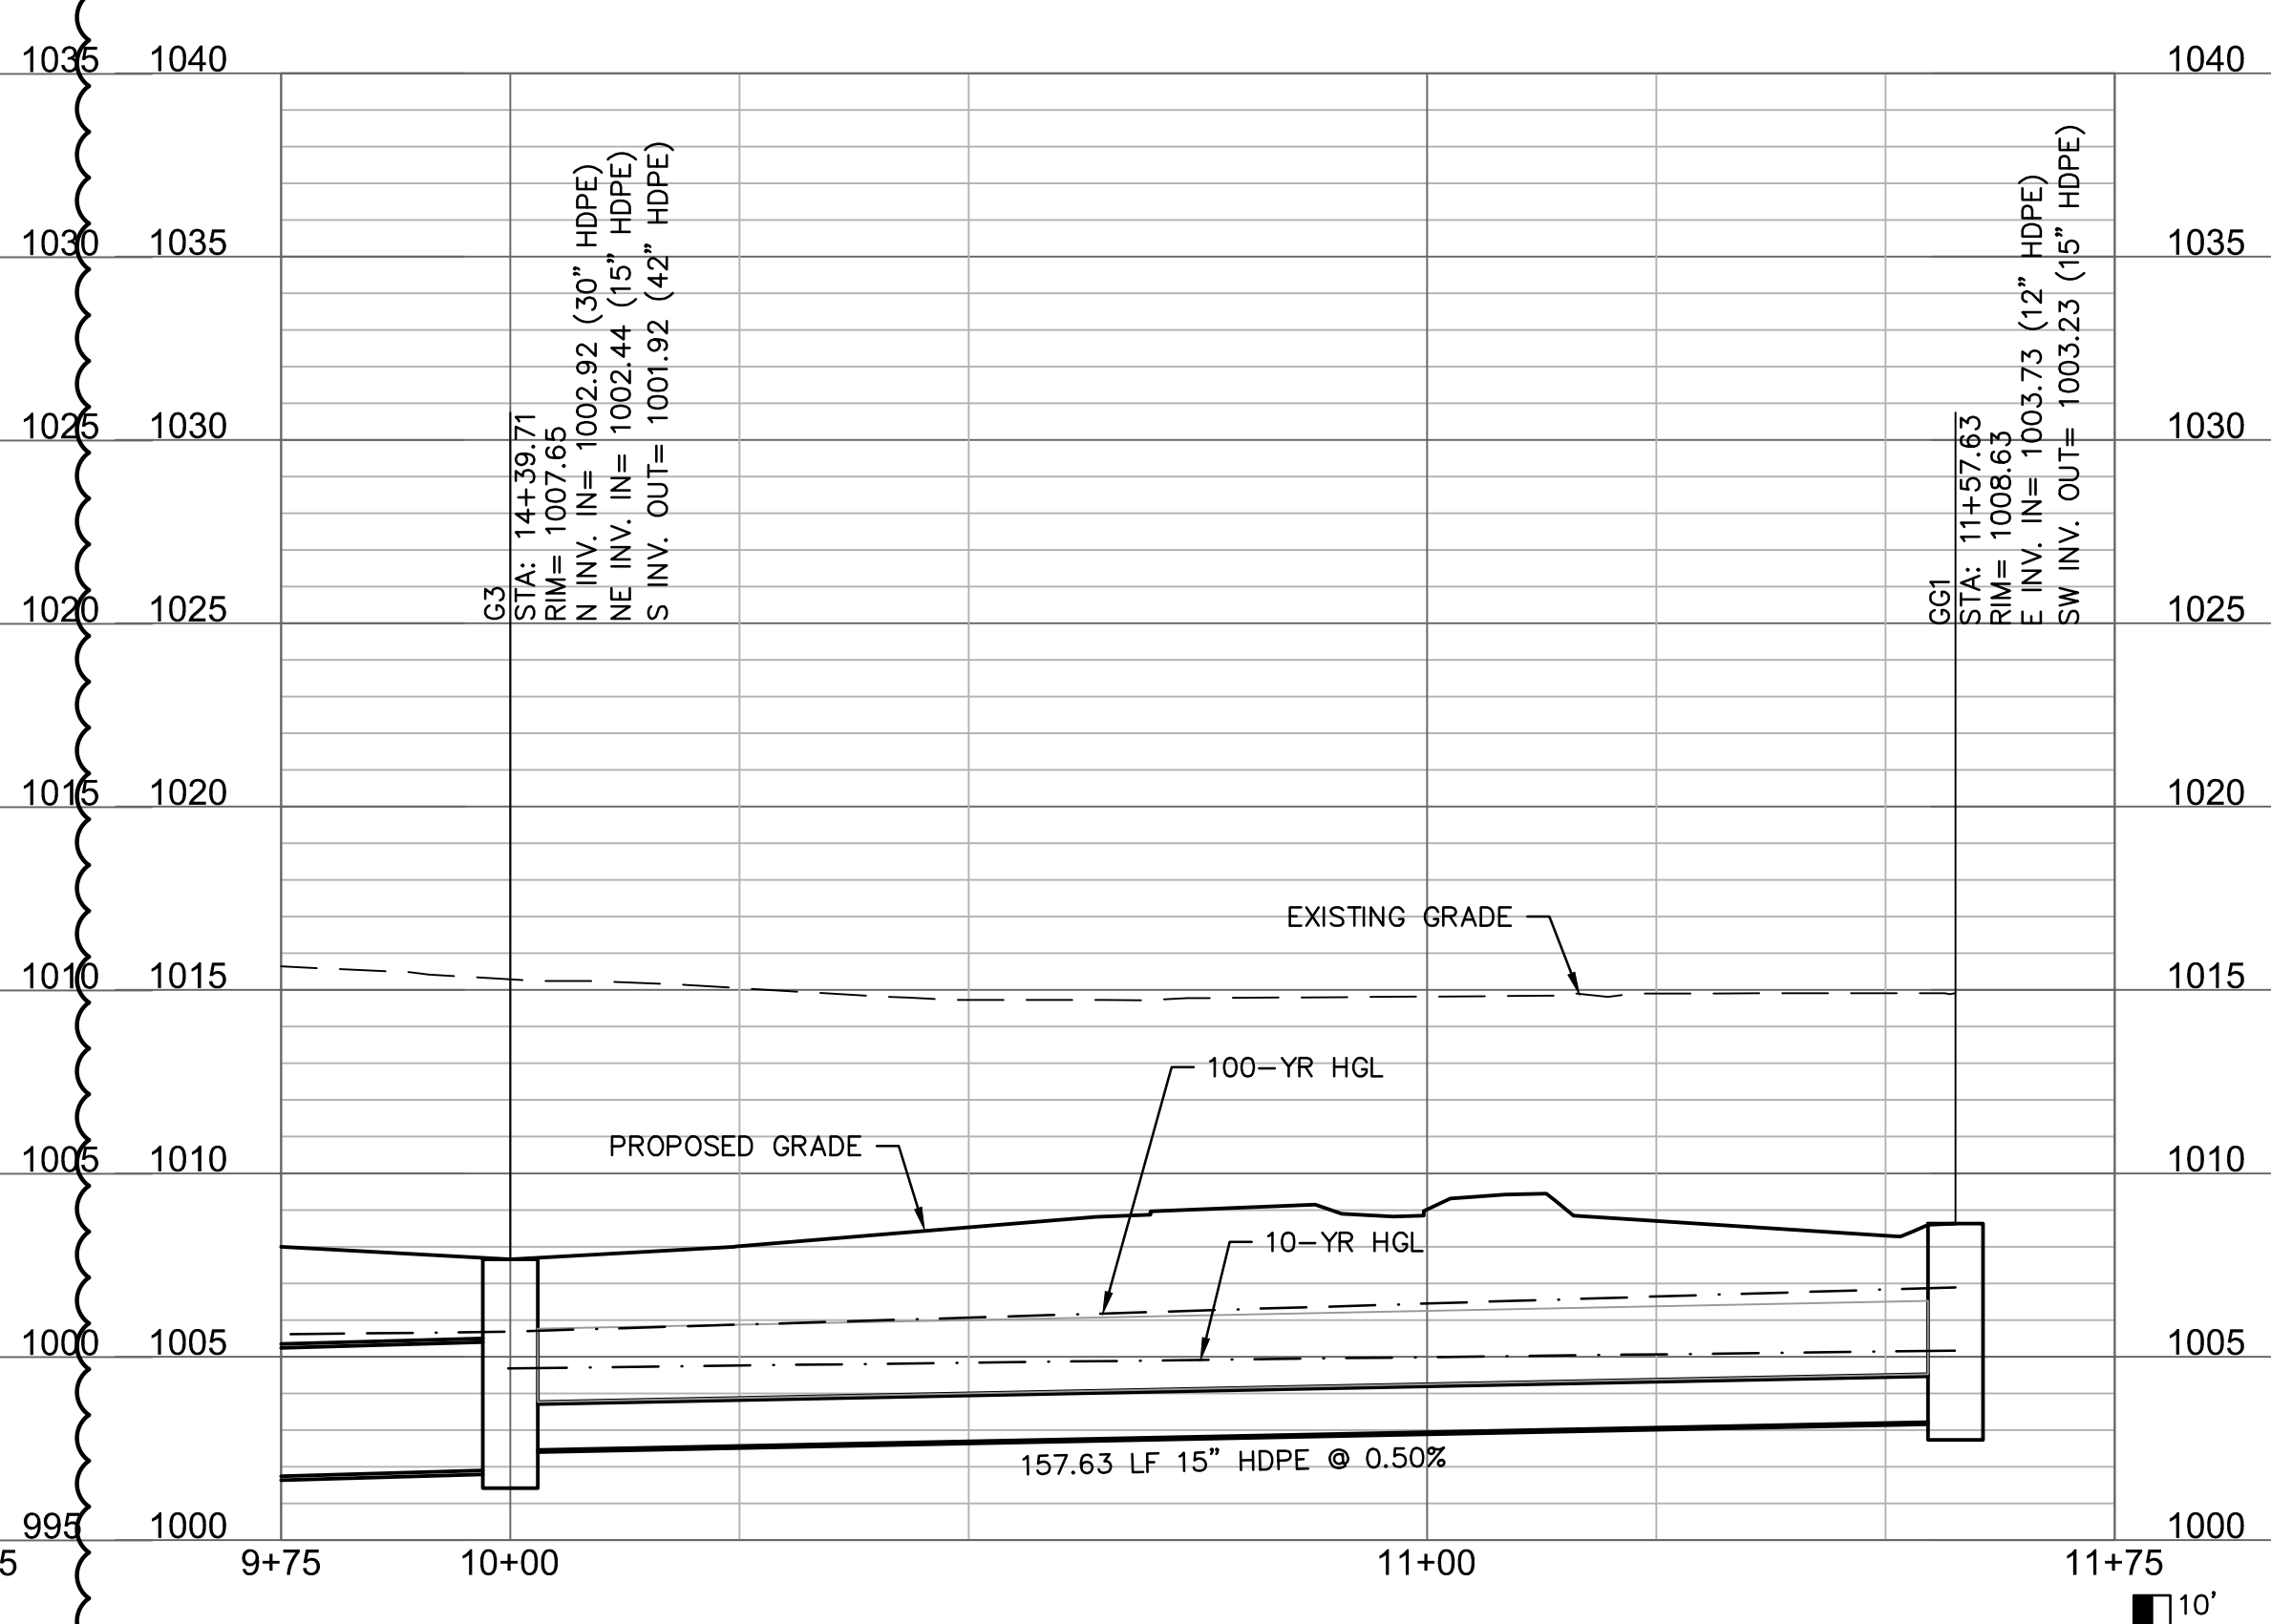 1035
1030
1025
1020
1015
1010
1005
1000
995
5
1040
1035
1030
1025
1020
1015
1010
1005
1000
G3
STA: 14+39.71
RIM= 1007.65
N INV. IN= 1002.92 (30" HDPE)
NE INV. IN= 1002.44 (15" HDPE)
S INV. OUT= 1001.92 (42" HDPE)
GG1
STA: 11+57.63
RIM= 1008.63
E INV. IN= 1003.73 (12" HDPE)
SW INV. OUT= 1003.23 (15" HDPE)
EXISTING GRADE
100-YR HGL
PROPOSED GRADE
10-YR HGL
157.63 LF 15" HDPE @ 0.50%
1040
1035
1030
1025
1020
1015
1010
1005
1000
9+75
10+00
11+00
11+75
10'